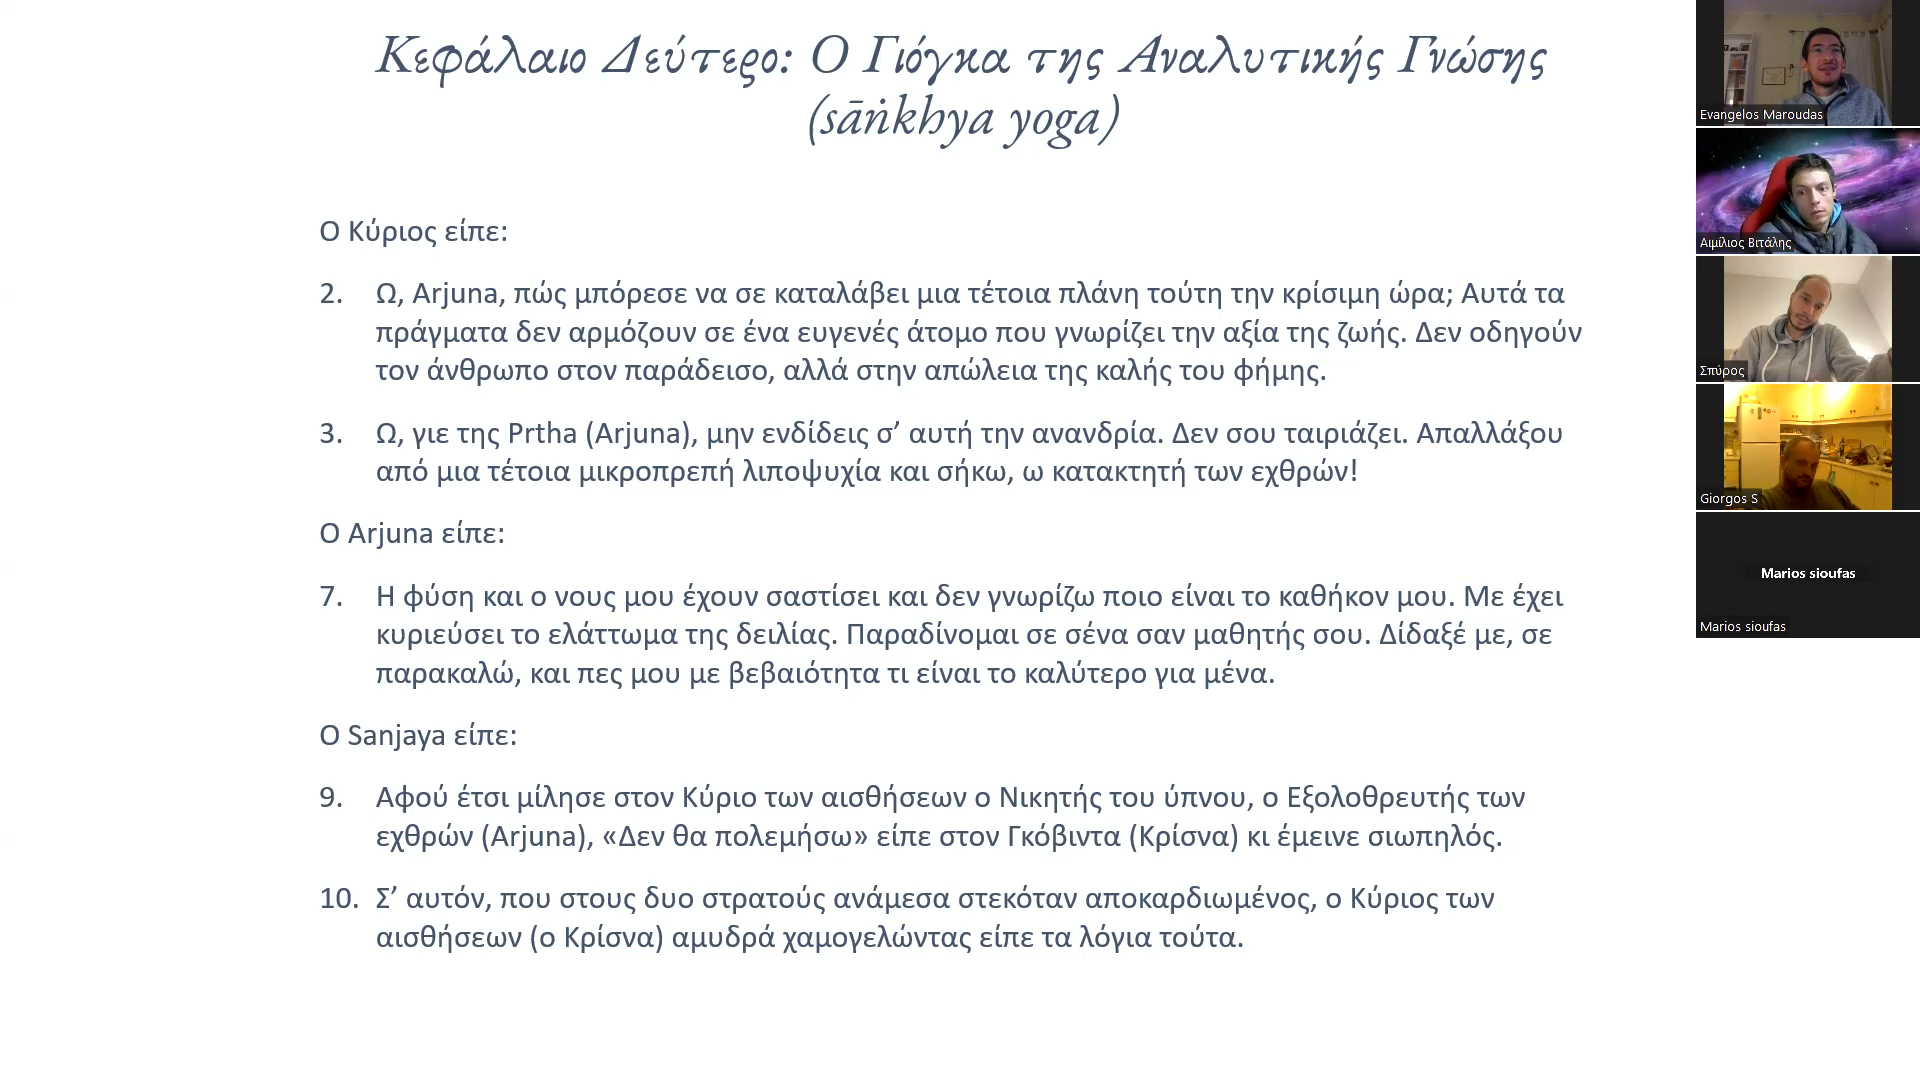 Κεφάλαιο Δεύτερο: Ο Γιόγκα της Αναλυτικής Γνώσης
(sāṅkhya yoga)
Ο Κύριος είπε:
2. Ω, Arjuna, πώς μπόρεσε να σε καταλάβει μια τέτοια πλάνη τούτη την κρίσιμη ώρα; Αυτά τα
πράγματα δεν αρμόζουν σε ένα ευγενές άτομο που γνωρίζει την αξία της ζωής. Δεν οδηγούν
τον άνθρωπο στον παράδεισο, αλλά στην απώλεια της καλής του φήμης.
3. Ω, γιε της Prtha (Arjuna), μην ενδίδεις σ’ αυτή την ανανδρία. Δεν σου ταιριάζει. Απαλλάξου
από μια τέτοια μικροπρεπή λιποψυχία και σήκω, ω κατακτητή των εχθρών!
Ο Arjuna είπε:
7. Η φύση και ο νους μου έχουν σαστίσει και δεν γνωρίζω ποιο είναι το καθήκον μου. Με έχει
κυριεύσει το ελάττωμα της δειλίας. Παραδίνομαι σε σένα σαν μαθητής σου. Δίδαξέ με, σε
παρακαλώ, και πες μου με βεβαιότητα τι είναι το καλύτερο για μένα.
Ο Sanjaya είπε:
9. Αφού έτσι μίλησε στον Κύριο των αισθήσεων ο Νικητής του ύπνου, ο Εξολοθρευτής των
εχθρών (Arjuna), «Δεν θα πολεμήσω» είπε στον Γκόβιντα (Κρίσνα) κι έμεινε σιωπηλός.
10. Σ’ αυτόν, που στους δυο στρατούς ανάμεσα στεκόταν αποκαρδιωμένος, ο Κύριος των
αισθήσεων (ο Κρίσνα) αμυδρά χαμογελώντας είπε τα λόγια τούτα.
Evangelos Maroudas
Αιμίλιος Βιτάλης
Σπύρος
Giorgos S
Marios sioufas
Marios sioufas